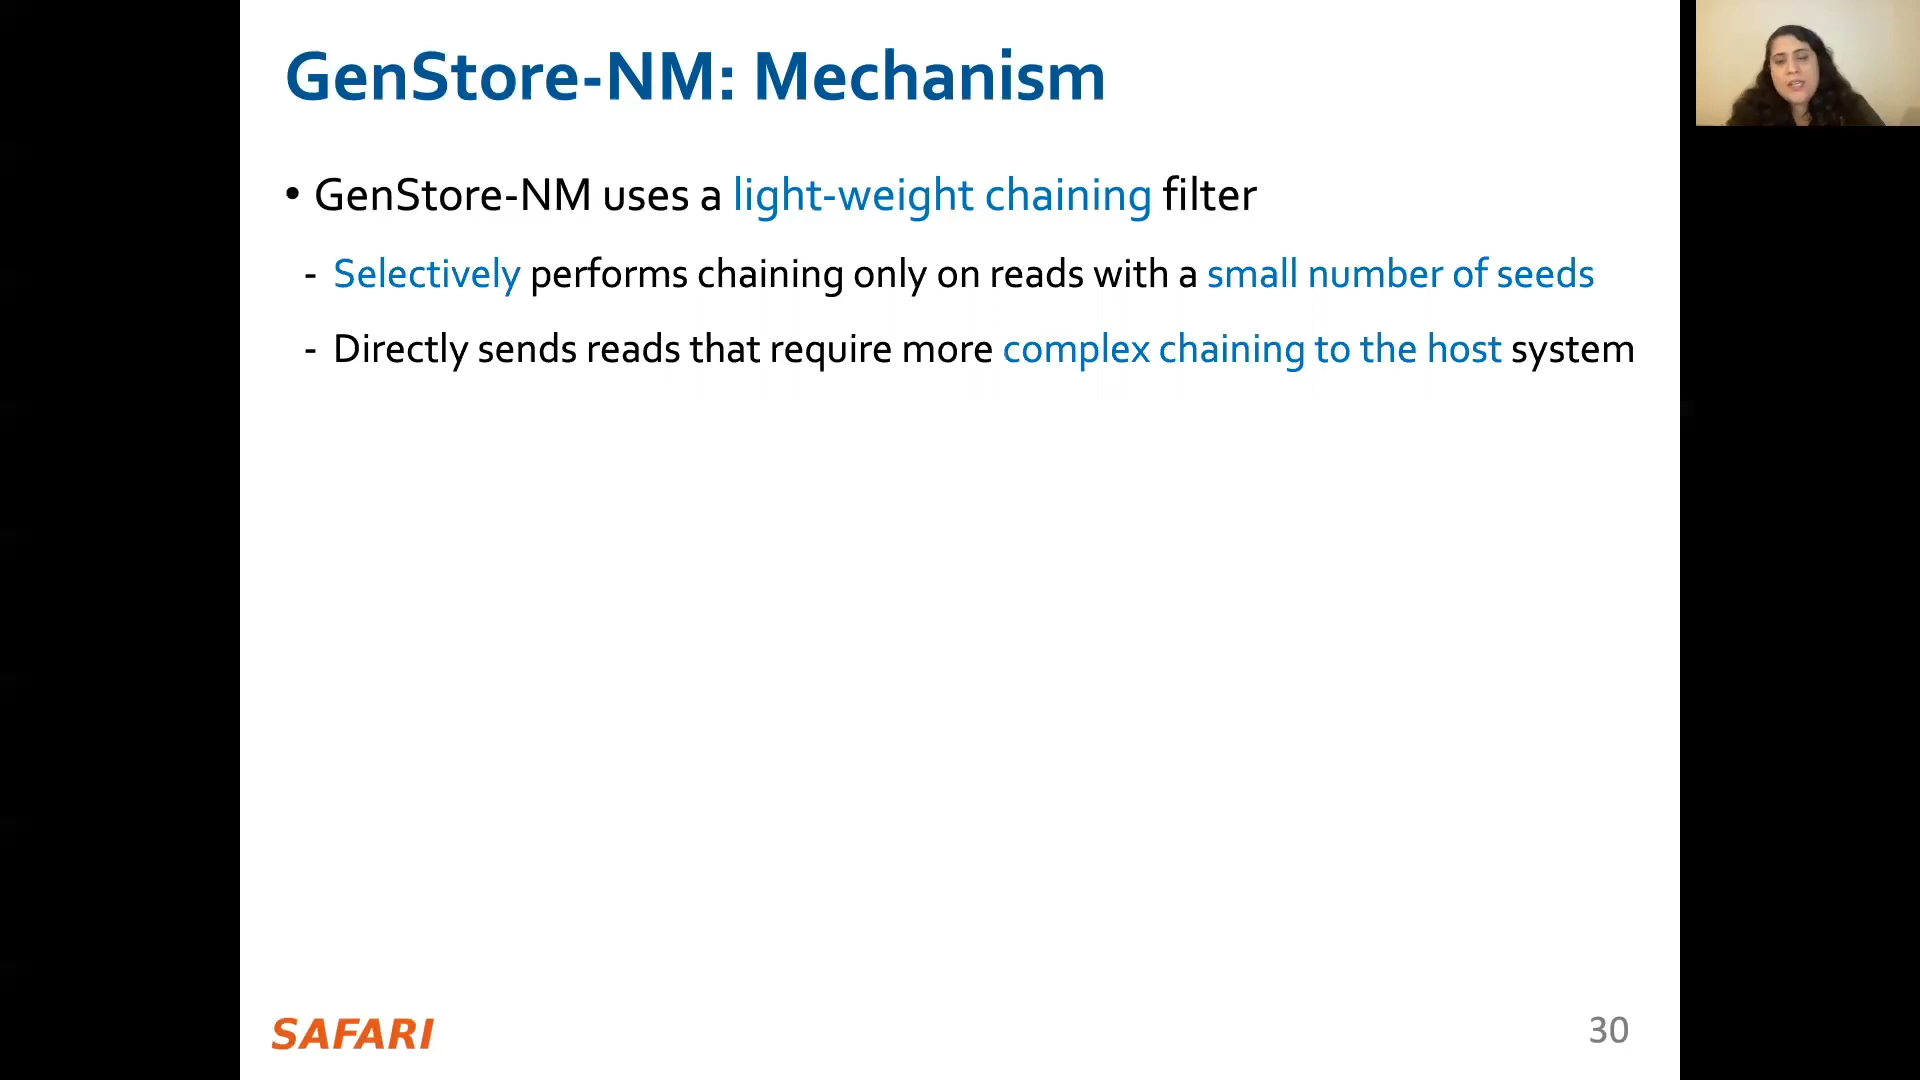 GenStore-NM: Mechanism
• GenStore-NM uses a light-weight chaining filter
- Selectively performs chaining only on reads with a small number of seeds
- Directly sends reads that require more complex chaining to the host system
SAFARI
30